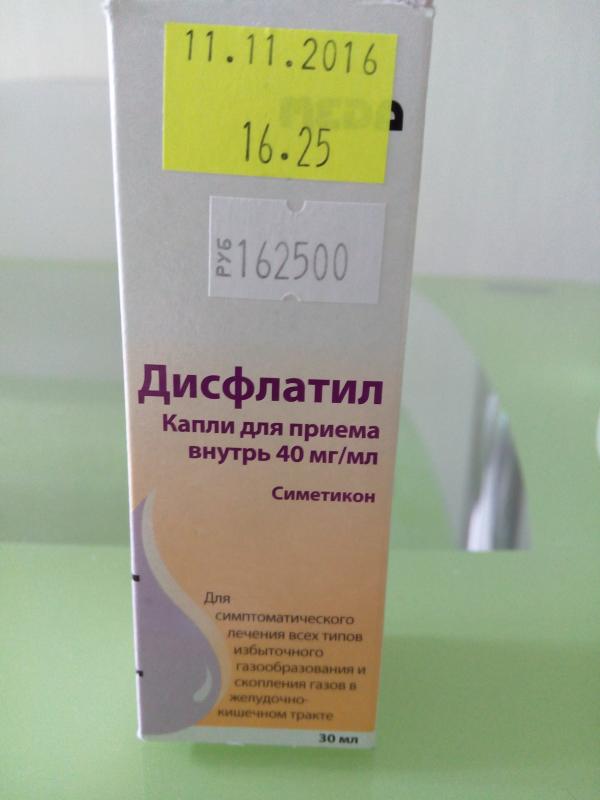 11.11.2016
MEDA
16.25
РУБ 162500
Дисфлатил
Капли для приема
внутрь 40 мг/мл
Симетикон
Для
симптоматического
лечения всех типов
избыточного
газообразования и
скопления газов в
желудочно-
кишечном тракте
30 мл